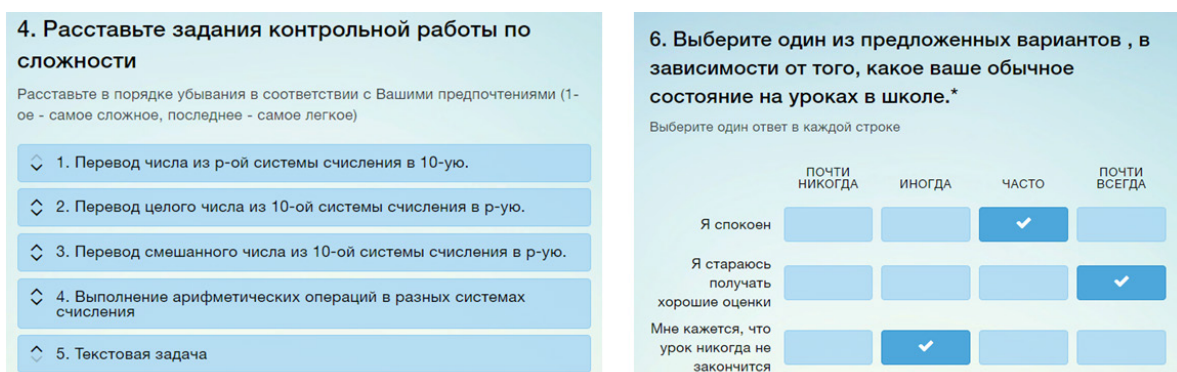 4. Расставьте задания контрольной работы по
сложности
Расставьте в порядке убывания в соответствии с Вашими предпочтениями (1-
ое - самое сложное, последнее - самое легкое)
1. Перевод числа из р-ой системы счисления в 10-ую.
2. Перевод целого числа из 10-ой системы счисления в р-ую.
3. Перевод смешанного числа из 10-ой системы счисления в р-ую.
4. Выполнение арифметических операций в разных системах
счисления
5. Текстовая задача
6. Выберите один из предложенных вариантов , в
зависимости от того, какое ваше обычное
состояние на уроках в школе.*
Выберите один ответ в каждой строке
ПОЧТИ
НИКОГДА
ИНОГДА
ЧАСТО
ПОЧТИ
ВСЕГДА
Я спокоен
Я стараюсь
получать
хорошие оценки
Мне кажется, что
урок никогда не
закончится